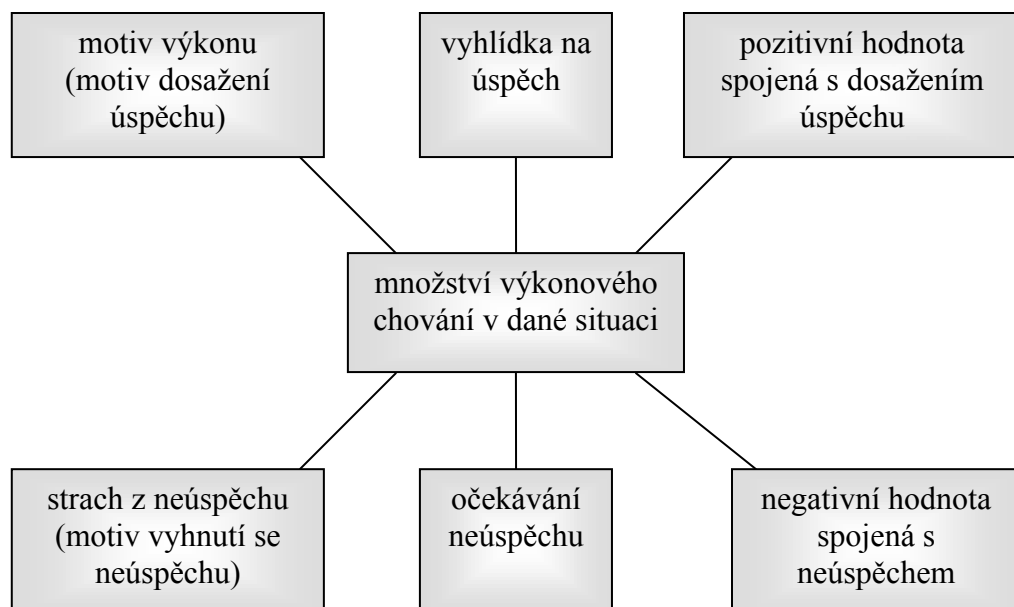 motiv výkonu
(motiv dosažení
úspěchu)
vyhlídka na
úspěch
pozitivní hodnota
spojená s dosažením
úspěchu
množství výkonového
chování v dané situaci
strach z neúspěchu
(motiv vyhnutí se
neúspěchu)
očekávání
neúspěchu
negativní hodnota
spojená s
neúspěchem